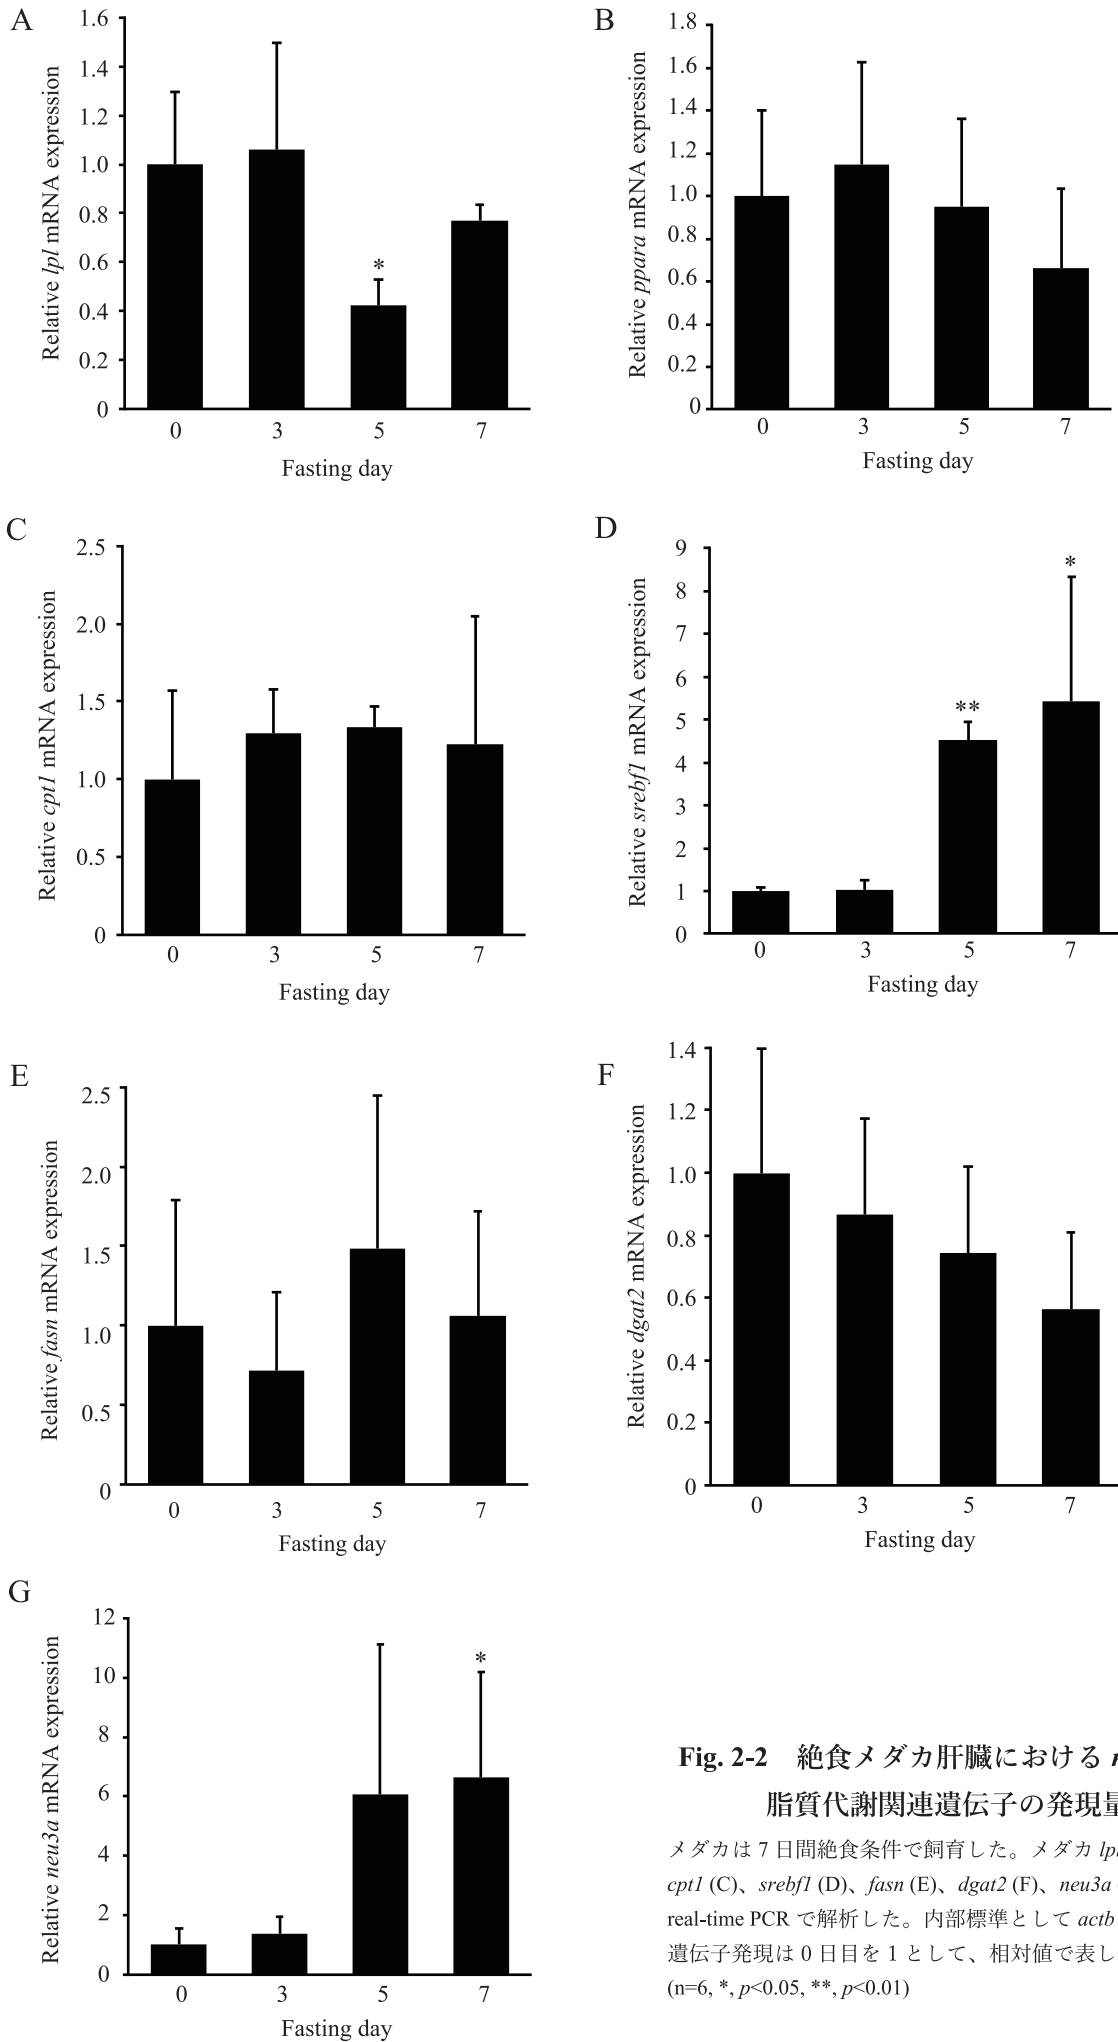 A
Relative lpl mRNA expression
1.6
1.4
1.2
1.0
0.8
0.6
0.4
0.2
0
*
0 3 5 7
Fasting day
B
Relative ppara mRNA expression
1.8
1.6
1.4
1.2
1.0
0.8
0.6
0.4
0.2
0
0 3 5 7
Fasting day
C
Relative cpt1 mRNA expression
2.5
2.0
1.5
1.0
0.5
0
0 3 5 7
Fasting day
D
Relative srebf1 mRNA expression
9
8
7
6
5
4
3
2
1
0
**
*
0 3 5 7
Fasting day
E
Relative fasn mRNA expression
2.5
2.0
1.5
1.0
0.5
0
0 3 5 7
Fasting day
F
Relative dgat2 mRNA expression
1.4
1.2
1.0
0.8
0.6
0.4
0.2
0
0 3 5 7
Fasting day
G
Relative neu3a mRNA expression
12
10
8
6
4
2
0
*
0 3 5 7
Fasting day
Fig. 2-2 絶食メダカ肝臓における
脂質代謝関連遺伝子の発現量
メダカは 7 日間絶食条件で飼育した。メダカ lpl
cpt1 (C)、srebf1 (D)、fasn (E)、dgat2 (F)、neu3a
real-time PCR で解析した。内部標準として actb
遺伝子発現は 0 日目を 1 として、相対値で表し
(n=6, *, p<0.05, **, p<0.01)